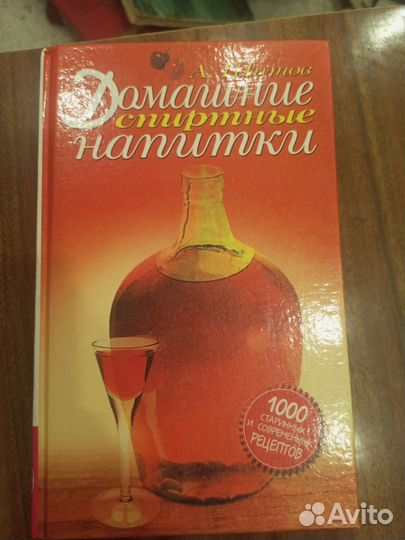 А.
Домашние
спиртные
напитки
1000
СТАРИННЫХ
И СОВРЕМЕННЫХ
РЕЦЕПТОВ
Avito